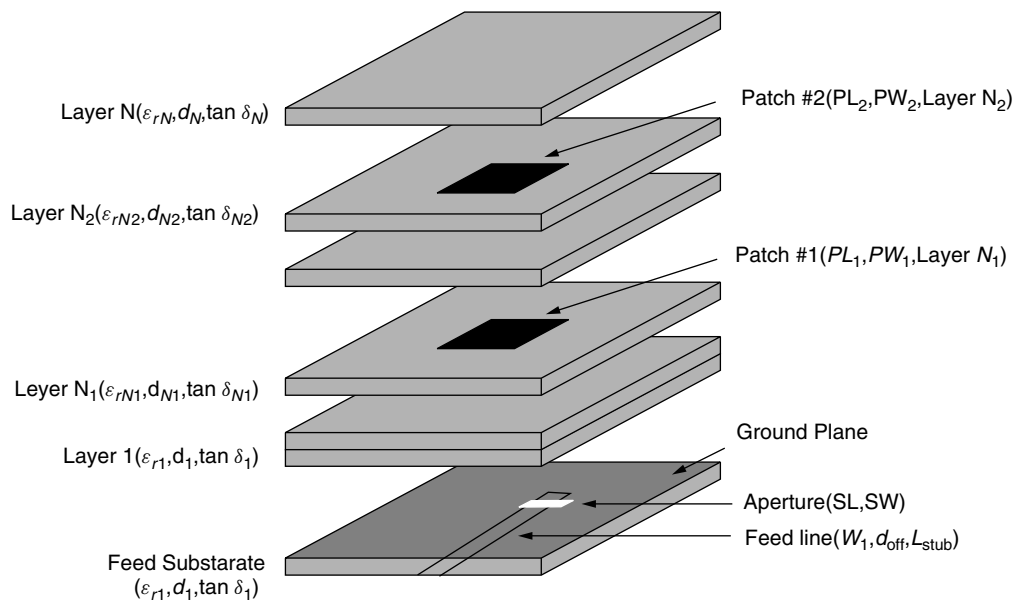 Patch #2(PL₂,PW₂,Layer N₂)
Layer N(εrN,dN,tan δN)
Layer N₂(εrN2,dN2,tan δN2)
Patch #1(PL₁,PW₁,Layer N₁)
Leyer N₁(εrN1,dN1,tan δN1)
Ground Plane
Layer 1(εr1,d₁,tan δ₁)
Aperture(SL,SW)
Feed line(W₁,doff,Lstub)
Feed Substarate
(εr1,d₁,tan δ₁)